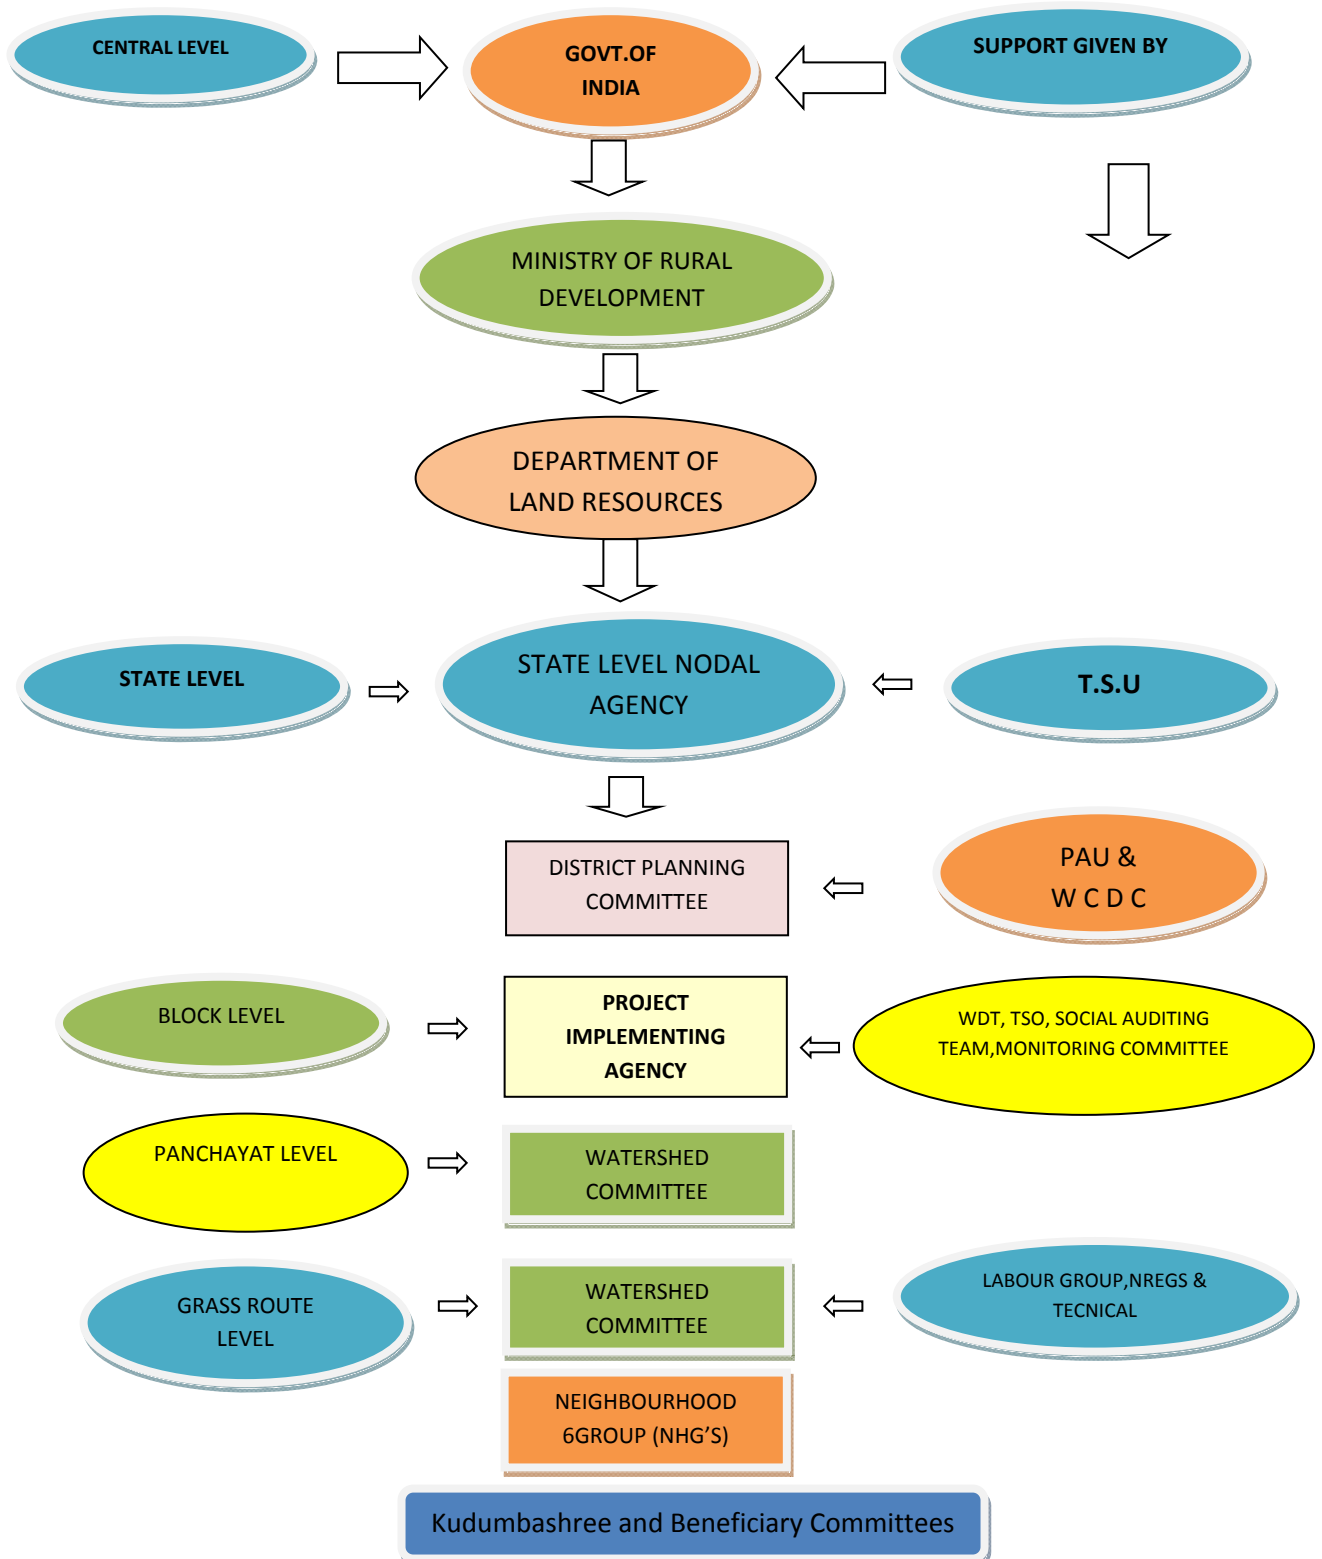 CENTRAL LEVEL
GOVT.OF
INDIA
SUPPORT GIVEN BY
MINISTRY OF RURAL
DEVELOPMENT
DEPARTMENT OF
LAND RESOURCES
STATE LEVEL
STATE LEVEL NODAL
AGENCY
T.S.U
DISTRICT PLANNING
COMMITTEE
PAU &
W C D C
BLOCK LEVEL
PROJECT
IMPLEMENTING
AGENCY
WDT, TSO, SOCIAL AUDITING
TEAM,MONITORING COMMITTEE
PANCHAYAT LEVEL
WATERSHED
COMMITTEE
GRASS ROUTE
LEVEL
WATERSHED
COMMITTEE
LABOUR GROUP,NREGS &
TECNICAL
NEIGHBOURHOOD
6GROUP (NHG'S)
Kudumbashree and Beneficiary Committees